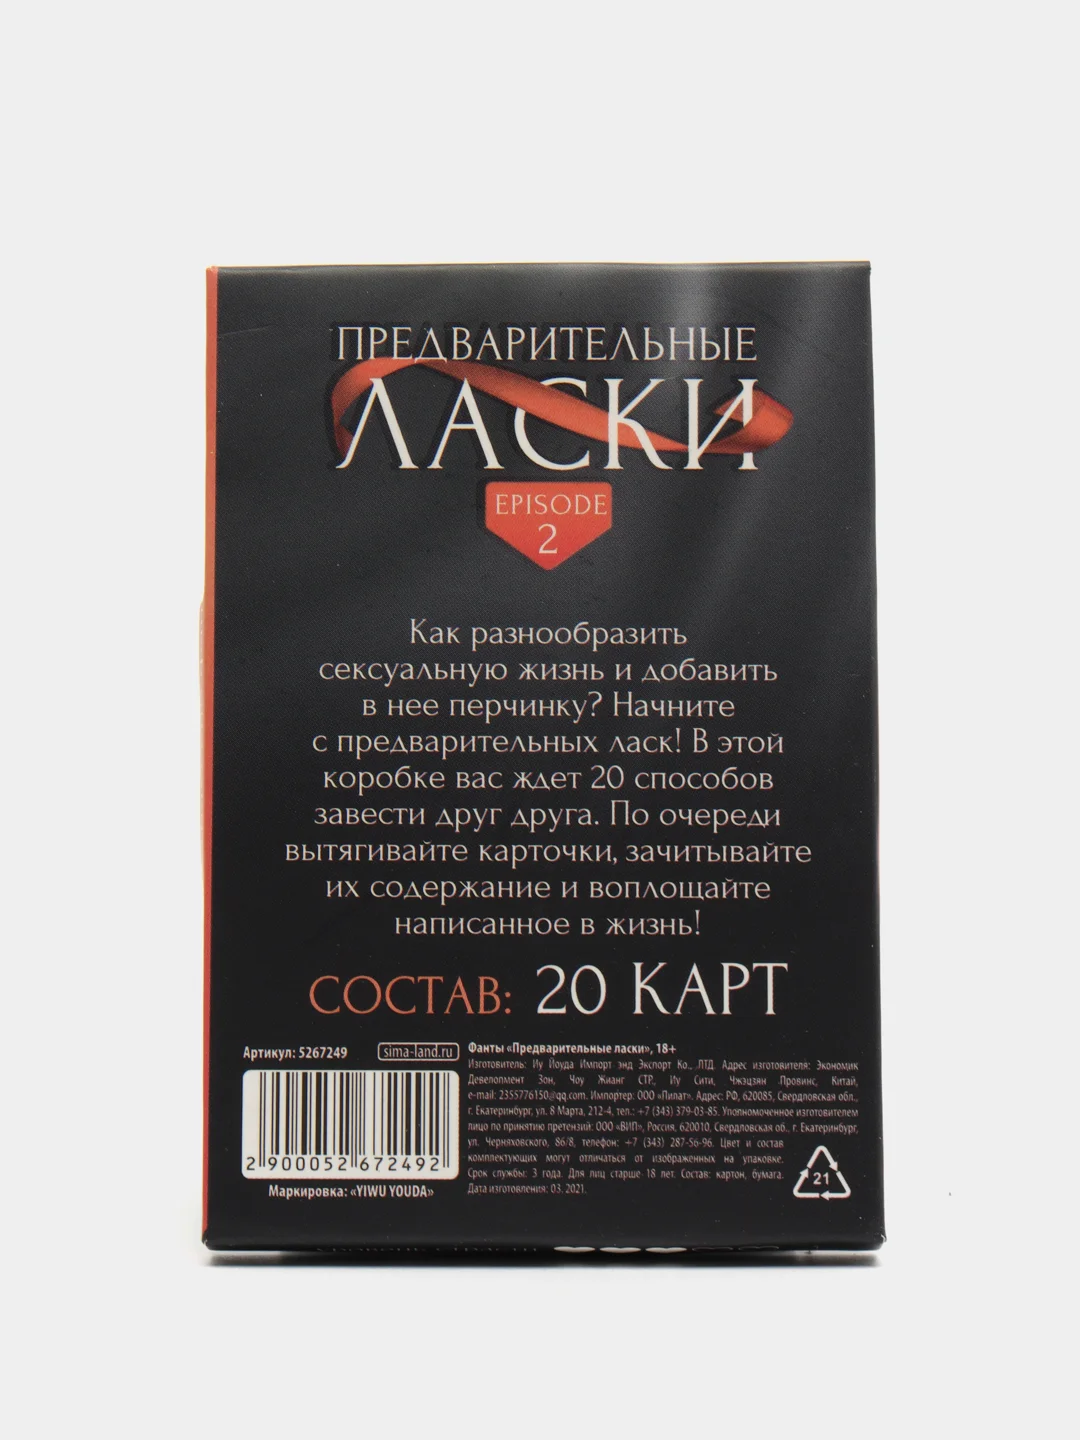 ПРЕДВАРИТЕЛЬНЫЕ
ЛАСКИ
EPISODE
2
Как разнообразить
сексуальную жизнь и добавить
в нее перчинку? Начните
с предварительных ласк! В этой
коробке вас ждет 20 способов
завести друг друга. По очереди
вытягивайте карточки, зачитывайте
их содержание и воплощайте
написанное в жизнь!
СОСТАВ: 20 КАРТ
Артикул: 5267249
sima-land.ru
2 900052 672492
Маркировка: «YIWU YOUDA»
Фанты «Предварительные ласки», 18+
Изготовитель: Иу Йоуда Импорт энд Экспорт Ко., ЛТД. Адрес изготовителя: Экономик
Девелопмент Зон, Чоу Жианг СТР., Иу Сити, Чжэцзян Провинс, Китай,
e-mail: 2355776150@qq.com. Импортер: ООО «Пилат». Адрес: РФ, 620085, Свердловская обл.,
г. Екатеринбург, ул. 8 Марта, 212-4, тел.: +7 (343) 379-03-85. Уполномоченное изготовителем
лицо по принятию претензий: ООО «ВИП», Россия, 620010, Свердловская об., г. Екатеринбург,
ул. Черняховского, 86/8, телефон: +7 (343) 287-56-96. Цвет и состав
комплектующих могут отличаться от изображенных на упаковке.
Срок службы: 3 года. Для лиц старше 18 лет. Состав: картон, бумага.
Дата изготовления: 03. 2021.
21